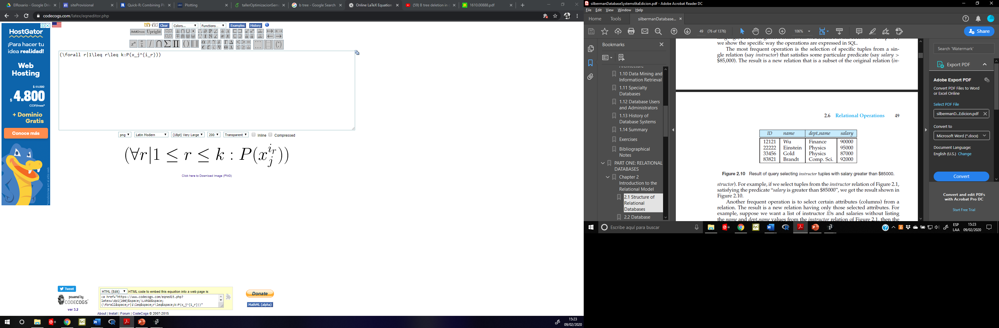 ElRosario - Google Driv
siteProvisional
Quick-R: Combining Plo
Plotting
tallerOptimizacionSema
b tree - Google Search
Online LaTeX Equation
(59) B tree deletion in c
1610.00888.pdf
codecogs.com/latex/eqneditor.php
HostGator
¡Para hacer tu
idea realidad!
Web
Hosting
$ 11.900
$ 4.800
COP/mes*
+ Dominio
Gratis
Conoce más
*condiciones en el sitio web
Clear
Colors...
Functions...
Examples
History
BoldGreen
Upright
(\forall r|1\leq r\leq k:P(x_j^{i_r}))
png
Latin Modern
(18pt) Very Large
200
Transparent
Inline
Compressed
(∀r|1 ≤ r ≤ k : P(x_j^{i_r}))
Click here to Download Image (PNG)
Tweet
powered by
CODECOGS
ver 3.2
HTML (Edit)
HTML code to embed this equation into a web page is:
<a href="https://www.codecogs.com/eqnedit.php?
latex=\dpi{200}&space;\LARGE&space;
(\forall&space;r|1\leq&space;r\leq&space;k:P(x_j^{i_r}))"
Donate
MathML (alpha)
About | Install | Forum | CodeCogs © 2007-2015
15:23
09/02/2020
silbermanDatabaseSystems6taEdicion.pdf - Adobe Acrobat Reader DC
File Edit View Window Help
Home
Tools
silbermanDatabase...
49
(76 of 1376)
106%
Share
Bookmarks
Architecture
1.10 Data Mining and
Information Retrieval
1.11 Specialty
Databases
1.12 Database Users
and Administrators
1.13 History of
Database Systems
1.14 Summary
Exercises
Bibliographical
Notes
PART ONE: RELATIONAL
DATABASES
Chapter 2
Introduction to the
Relational Model
2.1 Structure of
Relational
Databases
2.2 Database
we show the specific way the operations are expressed in SQL.
The most frequent operation is the selection of specific tuples from a sin-
gle relation (say instructor) that satisfies some particular predicate (say salary >
$85,000). The result is a new relation that is a subset of the original relation (in-
2.6 Relational Operations 49
ID name dept_name salary
12121 Wu Finance 90000
22222 Einstein Physics 95000
33456 Gold Physics 87000
83821 Brandt Comp. Sci. 92000
Figure 2.10 Result of query selecting instructor tuples with salary greater than $85000.
structor). For example, if we select tuples from the instructor relation of Figure 2.1,
satisfying the predicate “salary is greater than $85000”, we get the result shown in
Figure 2.10.
Another frequent operation is to select certain attributes (columns) from a
relation. The result is a new relation having only those selected attributes. For
example, suppose we want a list of instructor IDs and salaries without listing
the name and dept_name values from the instructor relation of Figure 2.1, then the
Search 'Watermark'
Export PDF
Adobe Export PDF
Convert PDF Files to Word
or Excel Online
Select PDF File
silbermanD...Edicion.pdf
Convert to
Microsoft Word (*.docx)
Document Language:
English (U.S.) Change
Convert
Convert and edit PDFs
with Acrobat Pro DC
Start Free Trial
Escribe aquí para buscar
ESP
LAA
15:23
09/02/2020